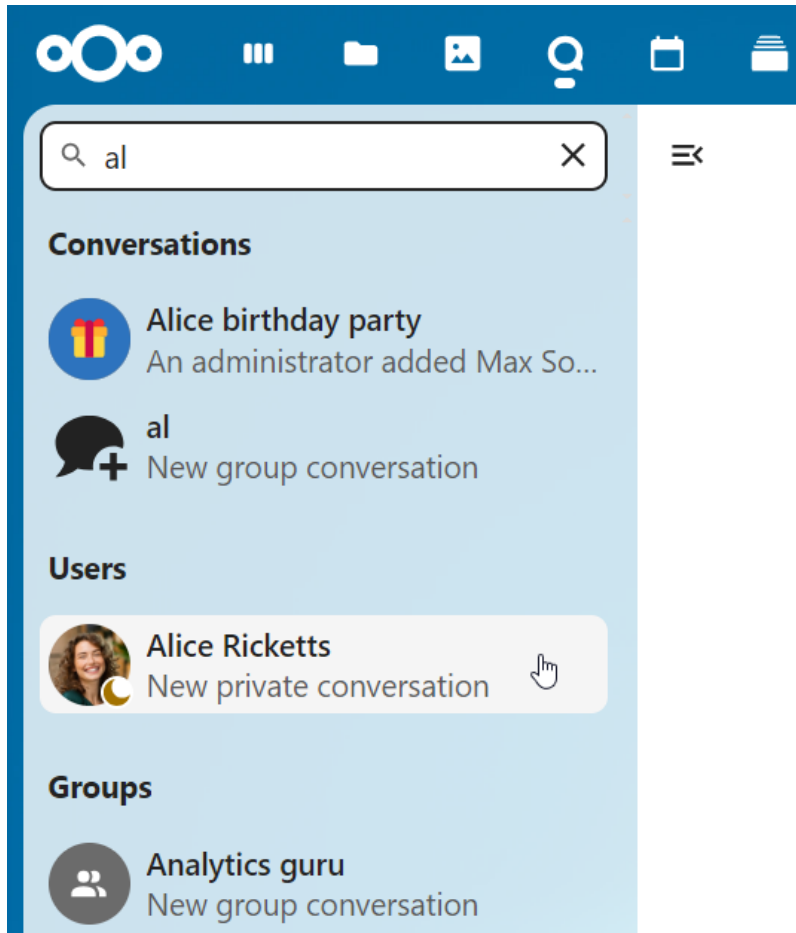 al
Conversations
Alice birthday party
An administrator added Max So...
al
New group conversation
Users
Alice Ricketts
New private conversation
Groups
Analytics guru
New group conversation